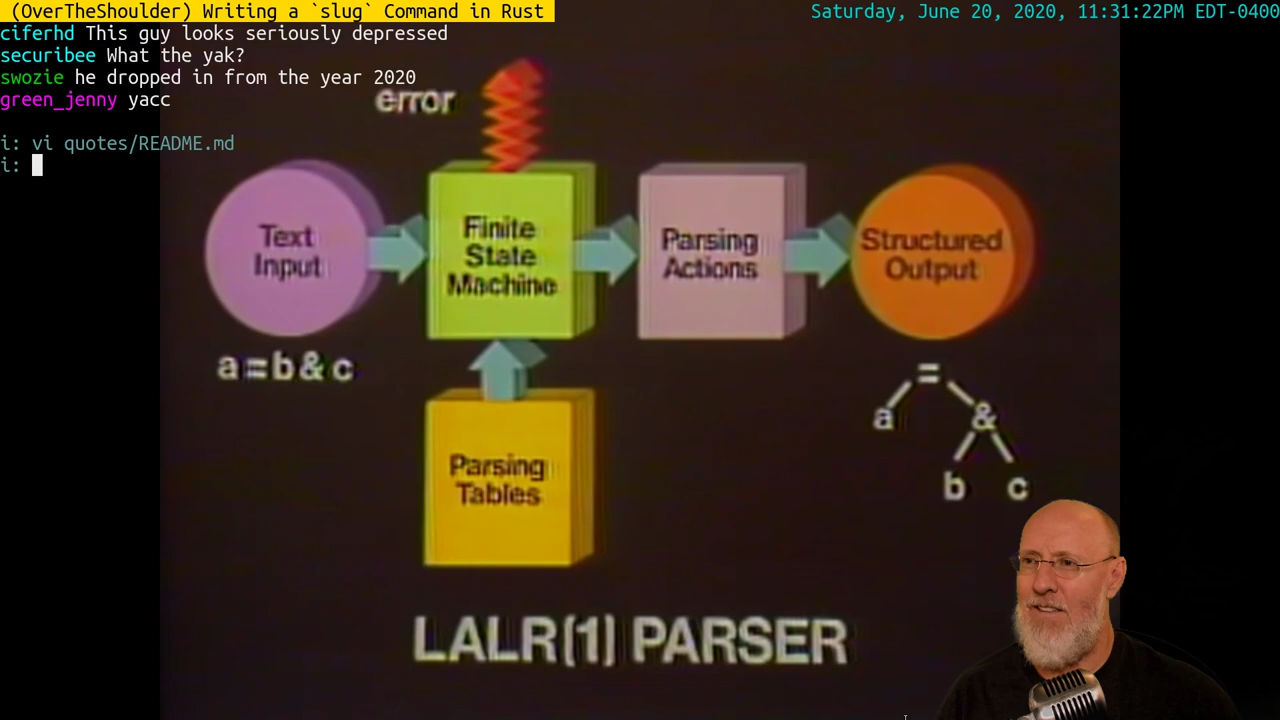 (OverTheShoulder) Writing a `slug` Command in Rust
Saturday, June 20, 2020, 11:31:22PM EDT-0400
ciferhd This guy looks seriously depressed
securibee What the yak?
swozie he dropped in from the year 2020
green_jenny yacc
i: vi quotes/README.md
i:
error
Text
Input
Finite
State
Machine
Parsing
Actions
Structured
Output
a = b & c
Parsing
Tables
=
a
&
b
c
LALR(1) PARSER